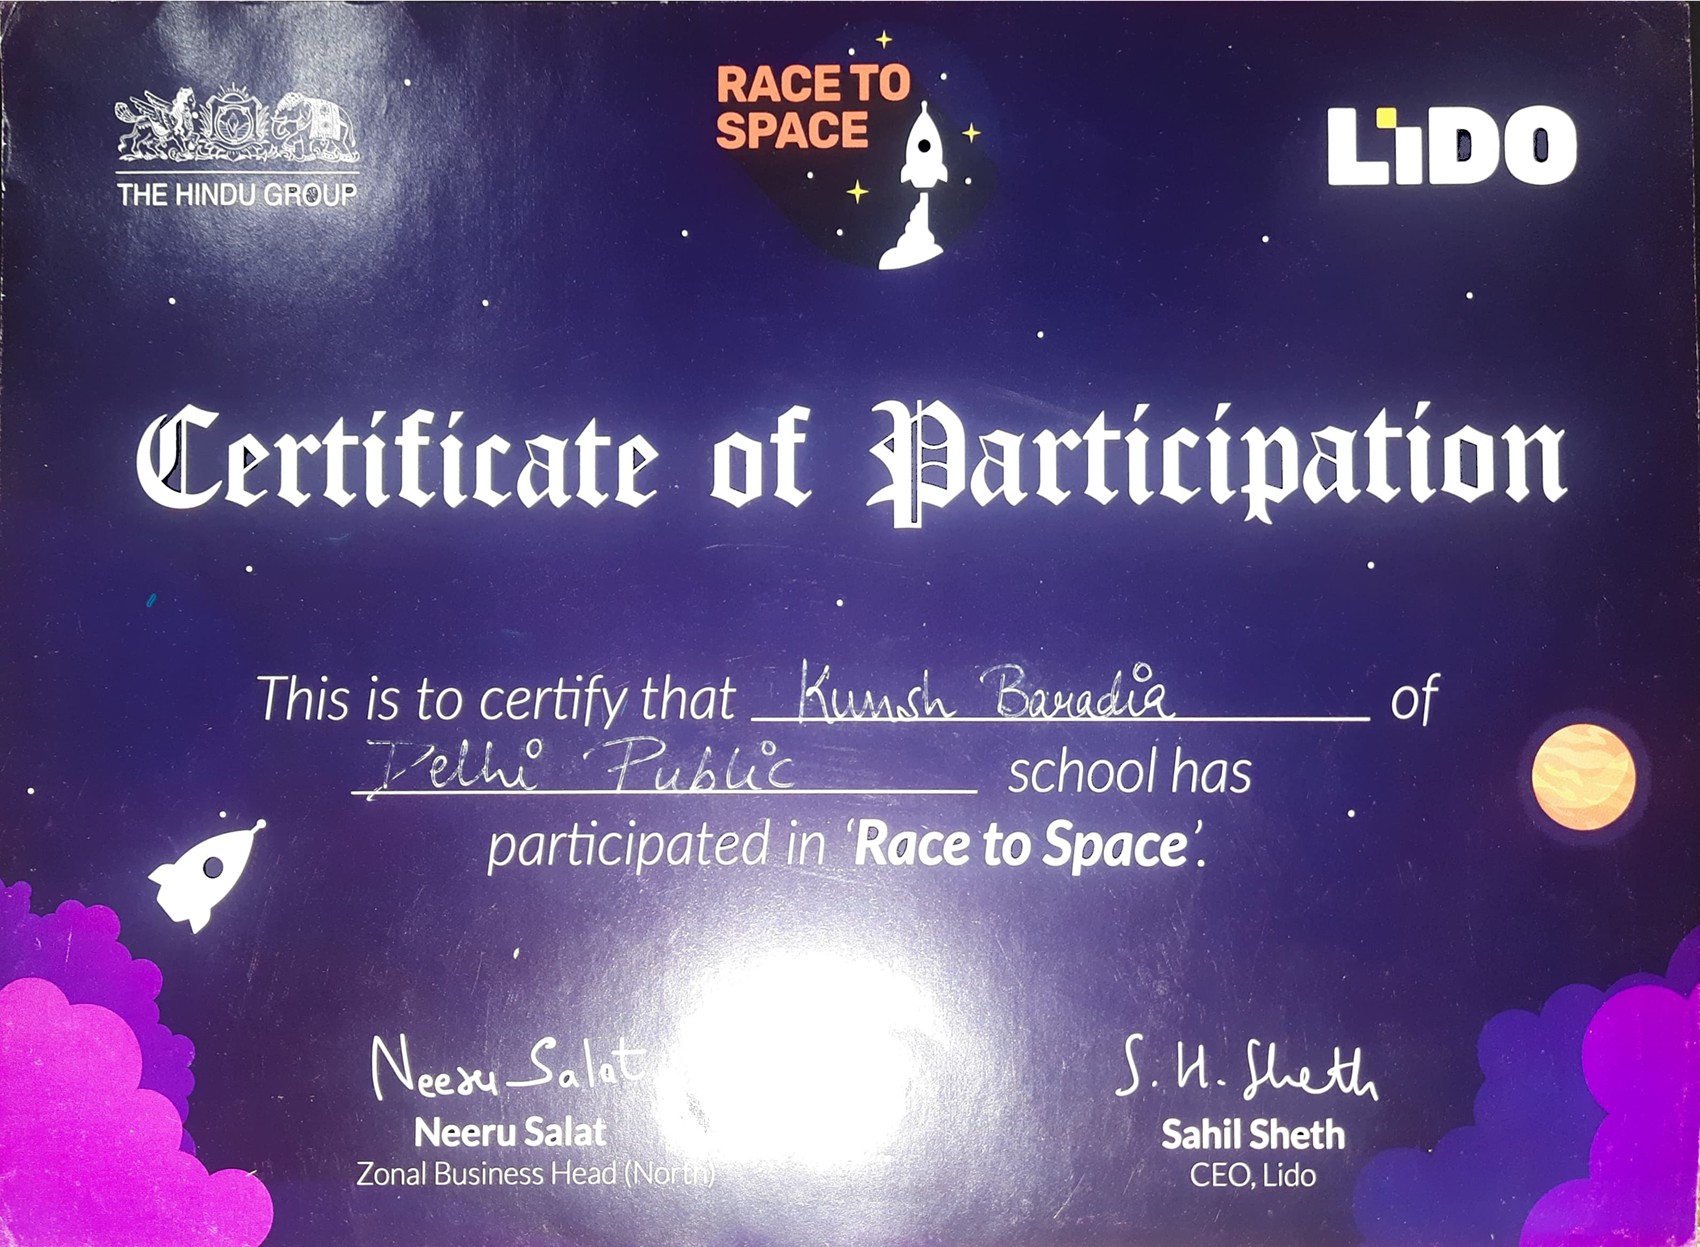 THE HINDU GROUP
RACE TO
SPACE
LiDO
Certificate of Participation
This is to certify that Kunsh Baradia of
Delhi Public school has
participated in ‘Race to Space’.
Neeru Salat
Neeru Salat
Zonal Business Head (North)
S. H. Sheth
Sahil Sheth
CEO, Lido